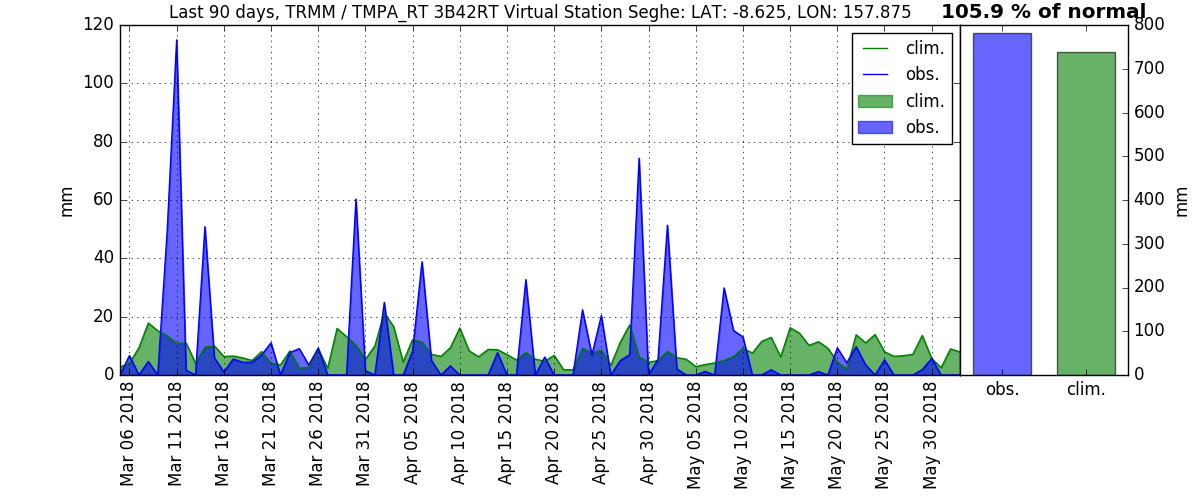 Last 90 days, TRMM / TMPA_RT 3B42RT Virtual Station Seghe: LAT: -8.625, LON: 157.875
105.9 % of normal
120
100
80
60
40
20
0
mm
clim.
obs.
clim.
obs.
800
700
600
500
400
300
200
100
0
mm
obs.
clim.
Mar 06 2018
Mar 11 2018
Mar 16 2018
Mar 21 2018
Mar 26 2018
Mar 31 2018
Apr 05 2018
Apr 10 2018
Apr 15 2018
Apr 20 2018
Apr 25 2018
Apr 30 2018
May 05 2018
May 10 2018
May 15 2018
May 20 2018
May 25 2018
May 30 2018